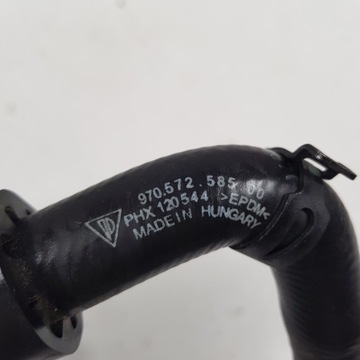 970.572.585.00
PHX 120544 >EPDM<
MADE IN HUNGARY